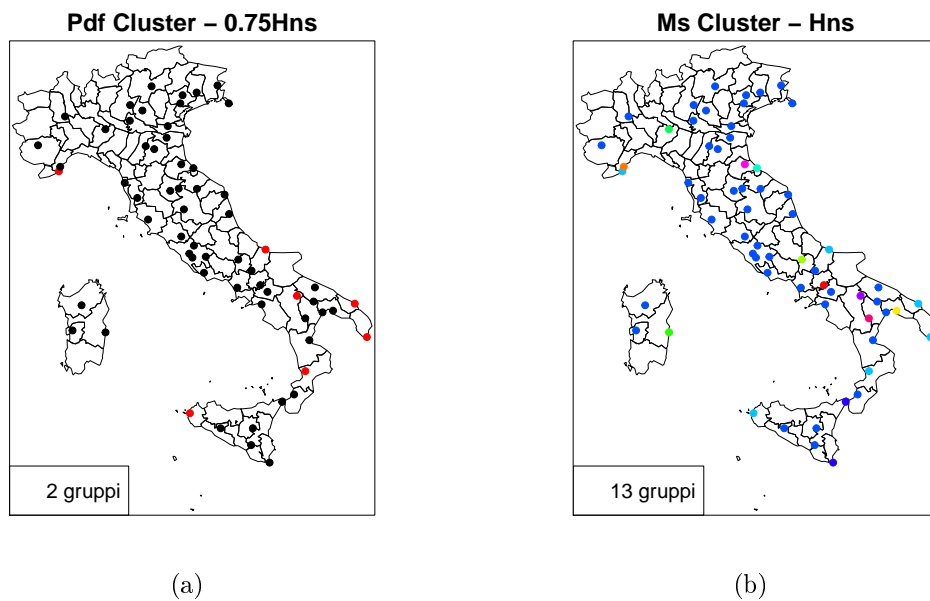 Pdf Cluster – 0.75Hns
Ms Cluster – Hns
2 gruppi
13 gruppi
(a)
(b)